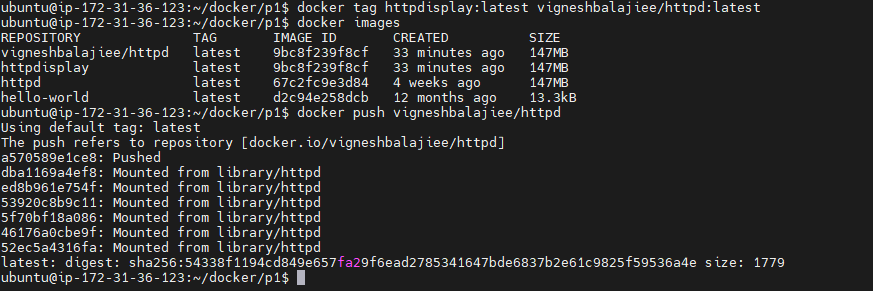 ubuntu@ip-172-31-36-123:~/docker/p1$ docker tag httpdisplay:latest vigneshbalajiee/httpd:latest
ubuntu@ip-172-31-36-123:~/docker/p1$ docker images
REPOSITORY TAG IMAGE ID CREATED SIZE
vigneshbalajiee/httpd latest 9bc8f239f8cf 33 minutes ago 147MB
httpdisplay latest 9bc8f239f8cf 33 minutes ago 147MB
httpd latest 67c2fc9e3d84 4 weeks ago 147MB
hello-world latest d2c94e258dcb 12 months ago 13.3kB
ubuntu@ip-172-31-36-123:~/docker/p1$ docker push vigneshbalajiee/httpd
Using default tag: latest
The push refers to repository [docker.io/vigneshbalajiee/httpd]
a570589e1ce8: Pushed
dba1169a4ef8: Mounted from library/httpd
ed8b961e754f: Mounted from library/httpd
53920c8b9c11: Mounted from library/httpd
5f70bf18a086: Mounted from library/httpd
46176a0cbe9f: Mounted from library/httpd
52ec5a4316fa: Mounted from library/httpd
latest: digest: sha256:54338f1194cd849e657fa29f6ead2785341647bde6837b2e61c9825f59536a4e size: 1779
ubuntu@ip-172-31-36-123:~/docker/p1$